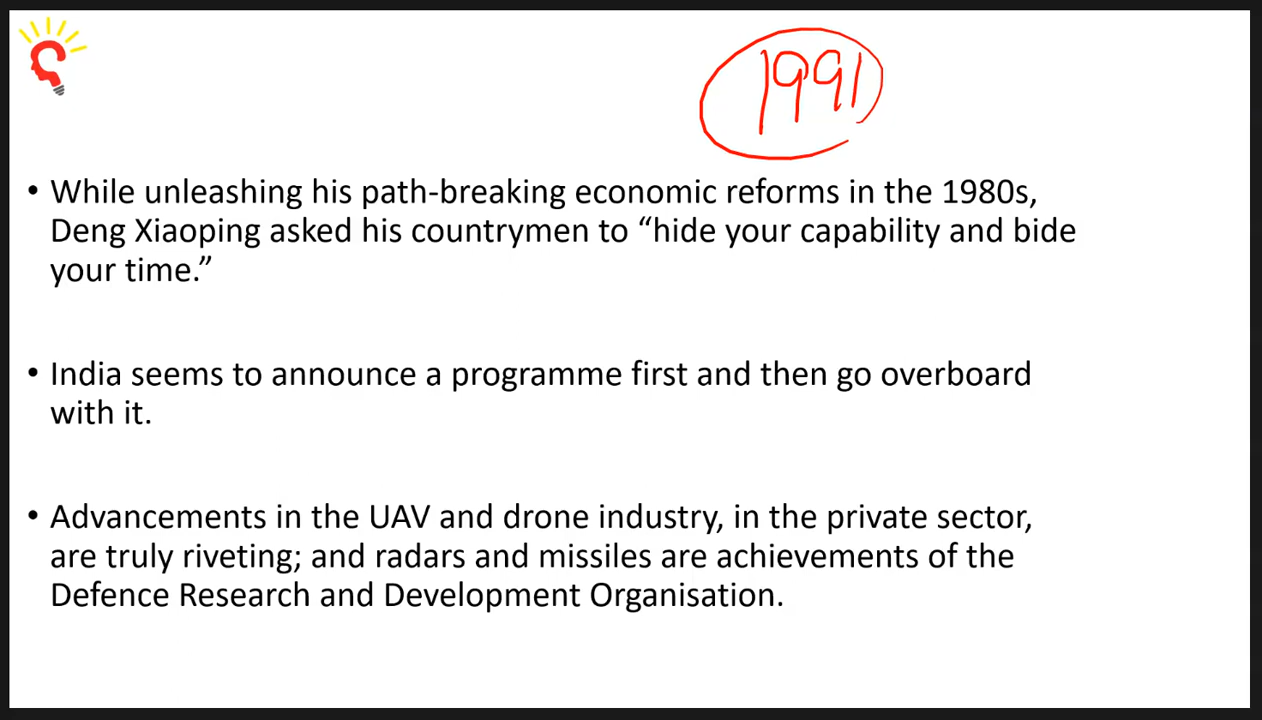 1991
• While unleashing his path-breaking economic reforms in the 1980s,
Deng Xiaoping asked his countrymen to “hide your capability and bide
your time.”
• India seems to announce a programme first and then go overboard
with it.
• Advancements in the UAV and drone industry, in the private sector,
are truly riveting; and radars and missiles are achievements of the
Defence Research and Development Organisation.